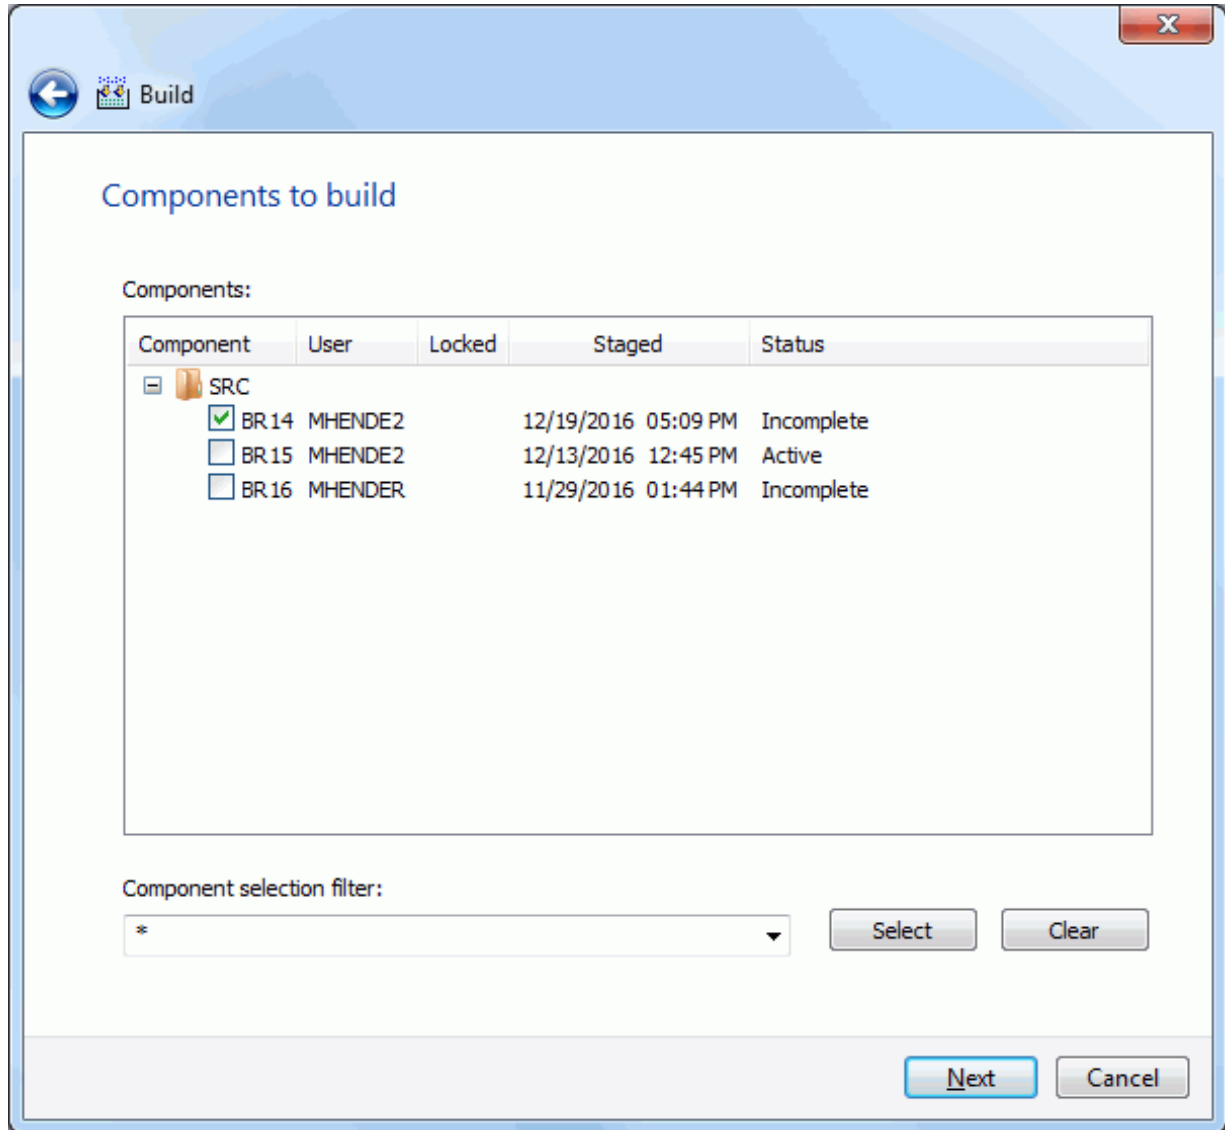 Build
Components to build
Components:
Component User Locked Staged Status
SRC
BR14 MHENDE2 12/19/2016 05:09 PM Incomplete
BR15 MHENDE2 12/13/2016 12:45 PM Active
BR16 MHENDER 11/29/2016 01:44 PM Incomplete
Component selection filter:
* Select Clear
Next Cancel